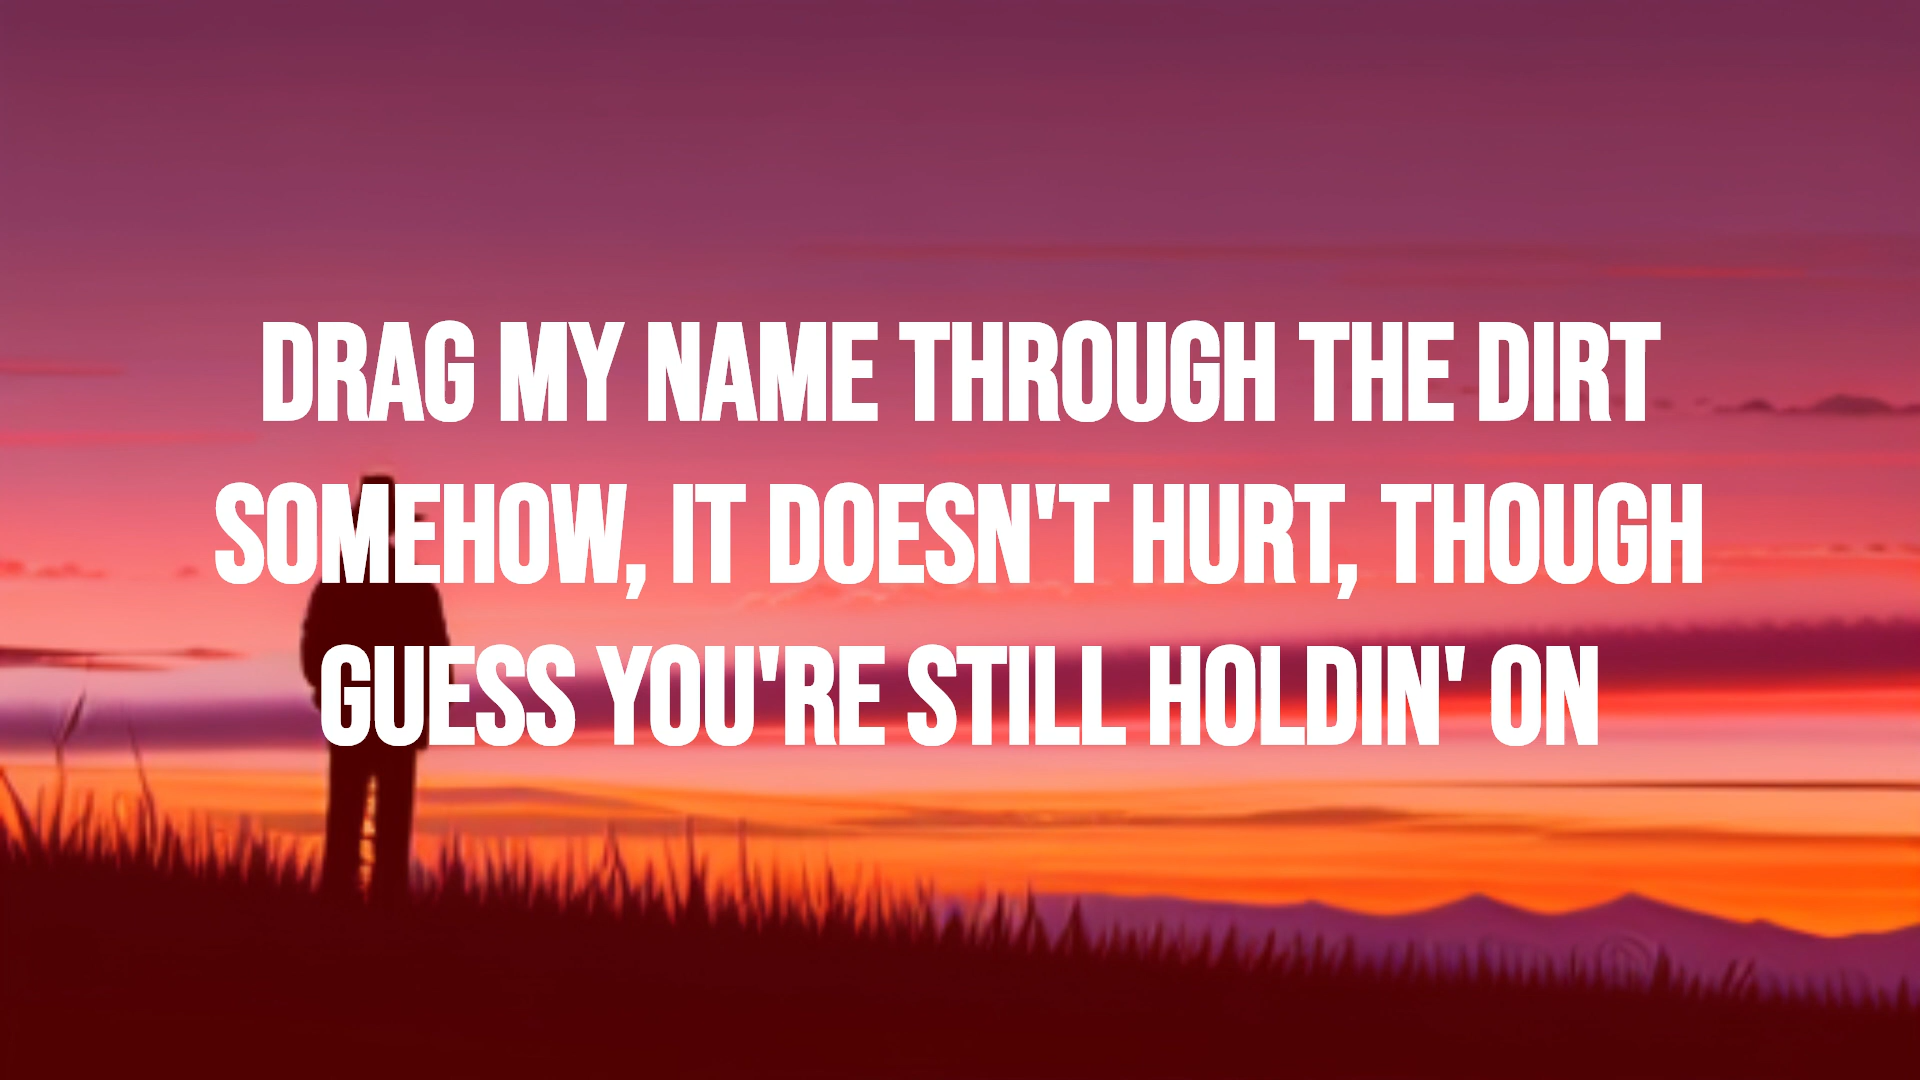 DRAG MY NAME THROUGH THE DIRT
SOMEHOW, IT DOESN'T HURT, THOUGH
GUESS YOU'RE STILL HOLDIN' ON